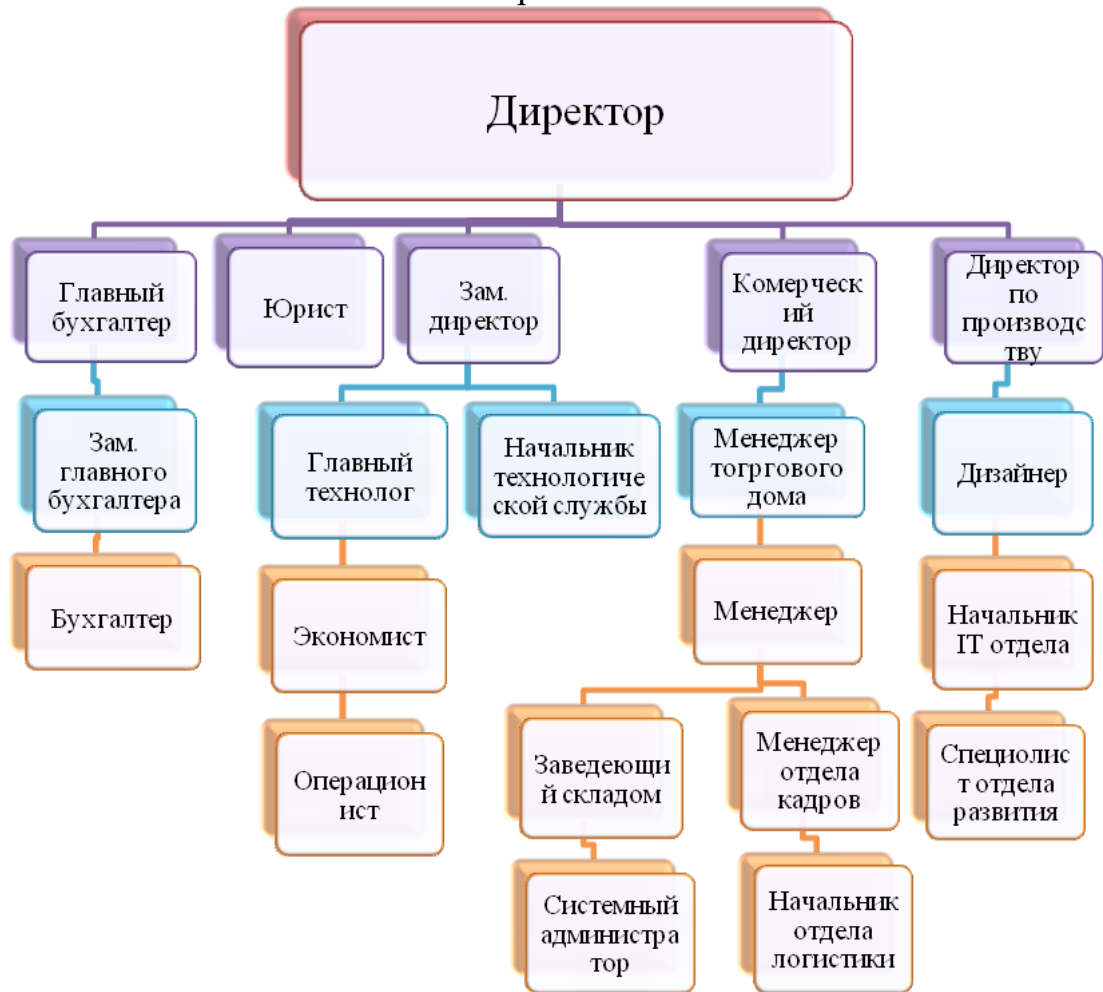 Директор
Главный
бухгалтер
Юрист
Зам.
директор
Комерческ
ий
директор
Директор
по
производс
тву
Зам.
главного
бухгалтера
Главный
технолог
Начальник
технологиче
ской службы
Менеджер
тогргового
дома
Дизайнер
Бухгалтер
Экономист
Менеджер
Начальник
IT отдела
Операцион
ист
Заведеющи
й складом
Менеджер
отдела
кадров
Специолис
т отдела
развития
Системный
администра
тор
Начальник
отдела
логистики